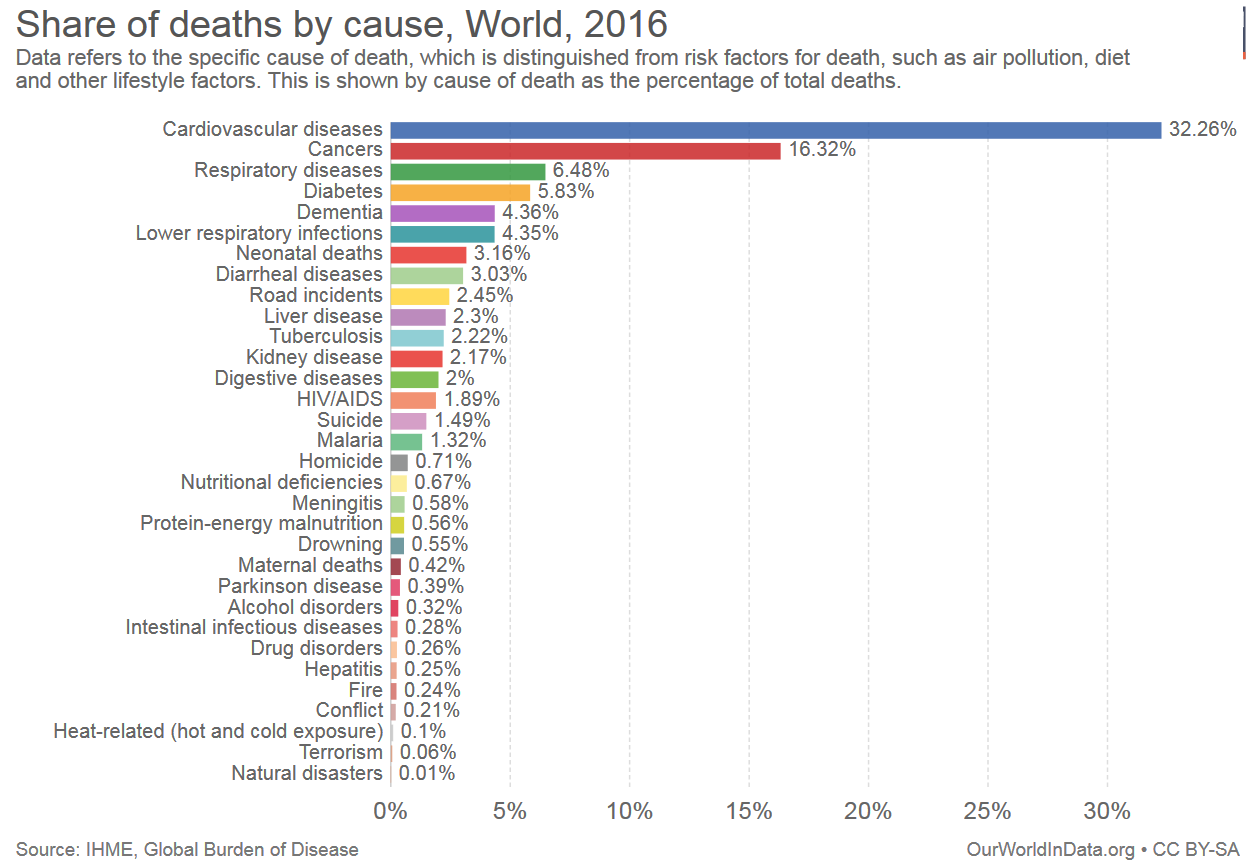 Share of deaths by cause, World, 2016
Data refers to the specific cause of death, which is distinguished from risk factors for death, such as air pollution, diet
and other lifestyle factors. This is shown by cause of death as the percentage of total deaths.
Cardiovascular diseases 32.26%
Cancers 16.32%
Respiratory diseases 6.48%
Diabetes 5.83%
Dementia 4.36%
Lower respiratory infections 4.35%
Neonatal deaths 3.16%
Diarrheal diseases 3.03%
Road incidents 2.45%
Liver disease 2.3%
Tuberculosis 2.22%
Kidney disease 2.17%
Digestive diseases 2%
HIV/AIDS 1.89%
Suicide 1.49%
Malaria 1.32%
Homicide 0.71%
Nutritional deficiencies 0.67%
Meningitis 0.58%
Protein-energy malnutrition 0.56%
Drowning 0.55%
Maternal deaths 0.42%
Parkinson disease 0.39%
Alcohol disorders 0.32%
Intestinal infectious diseases 0.28%
Drug disorders 0.26%
Hepatitis 0.25%
Fire 0.24%
Conflict 0.21%
Heat-related (hot and cold exposure) 0.1%
Terrorism 0.06%
Natural disasters 0.01%
0% 5% 10% 15% 20% 25% 30%
Source: IHME, Global Burden of Disease OurWorldInData.org • CC BY-SA